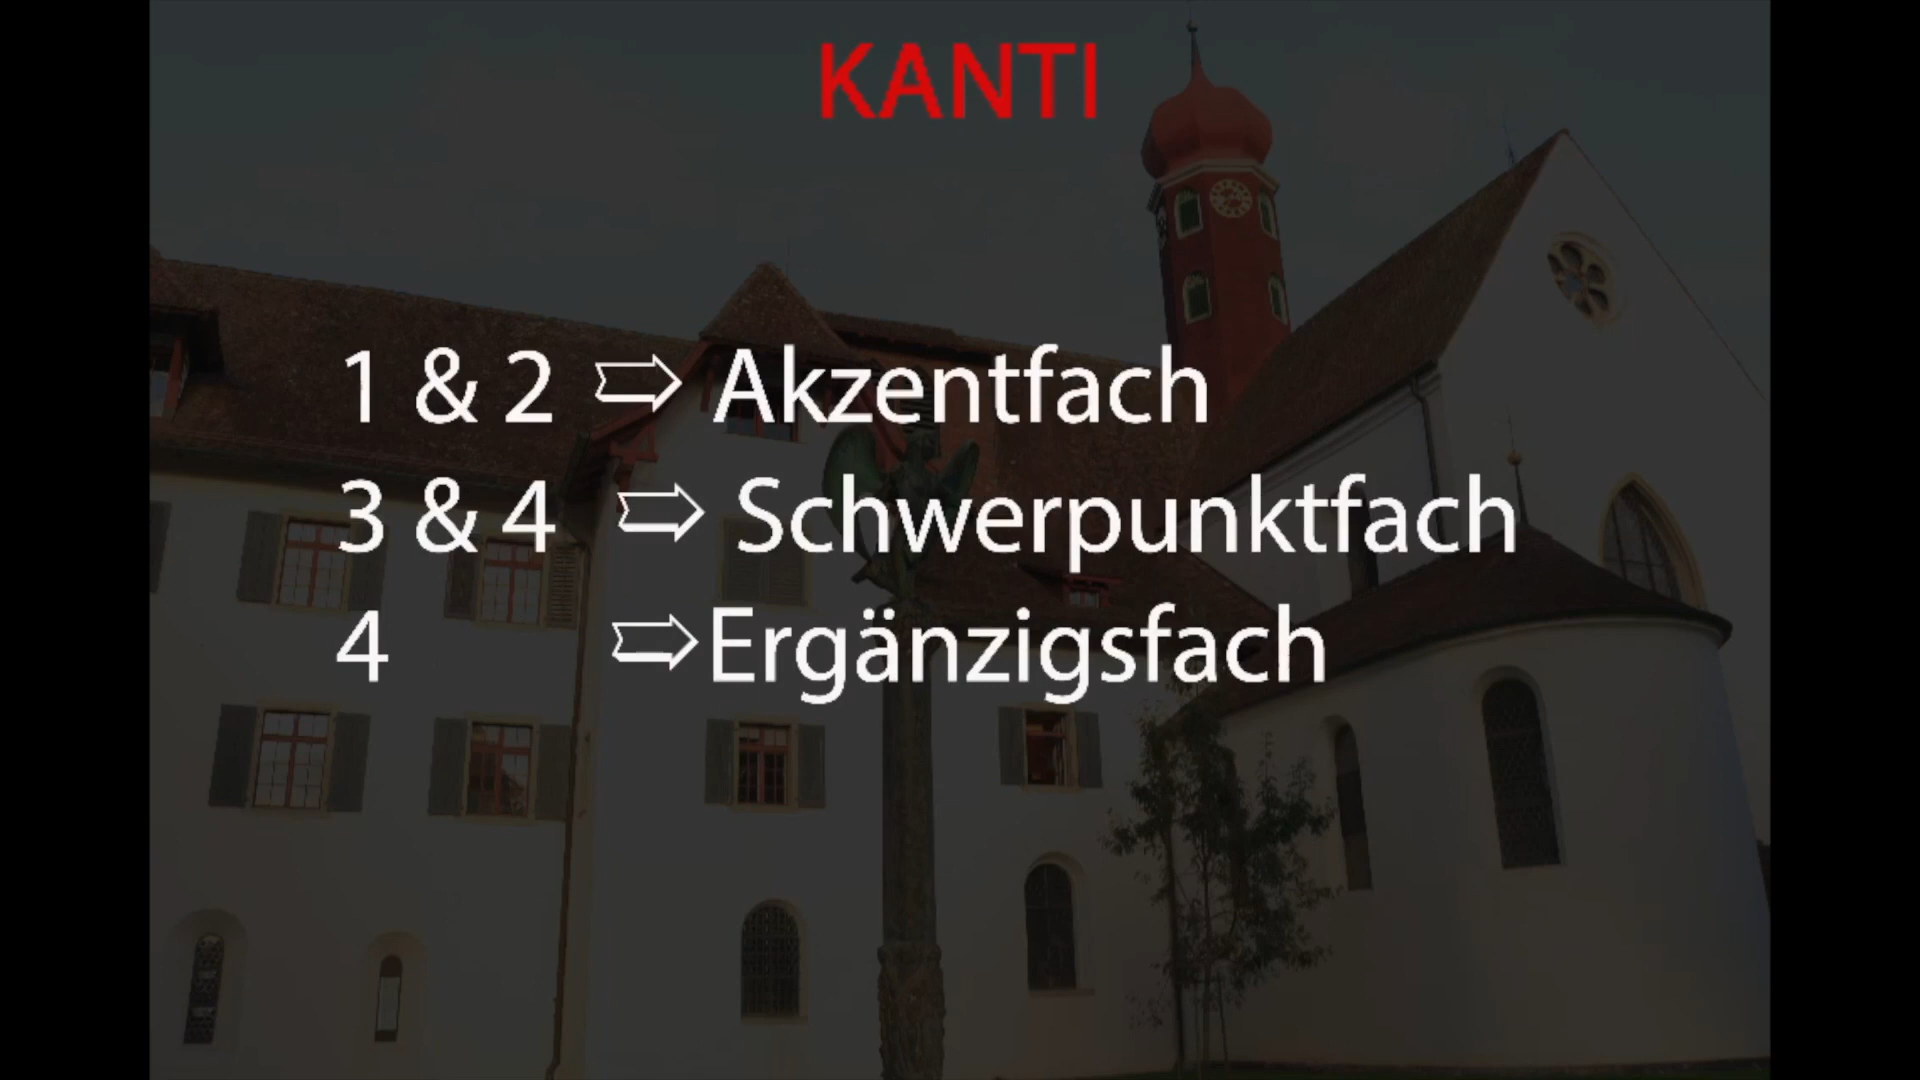 KANTI
1 & 2 ⇨ Akzentfach
3 & 4 ⇨ Schwerpunktfach
4 ⇨ Ergänzigsfach